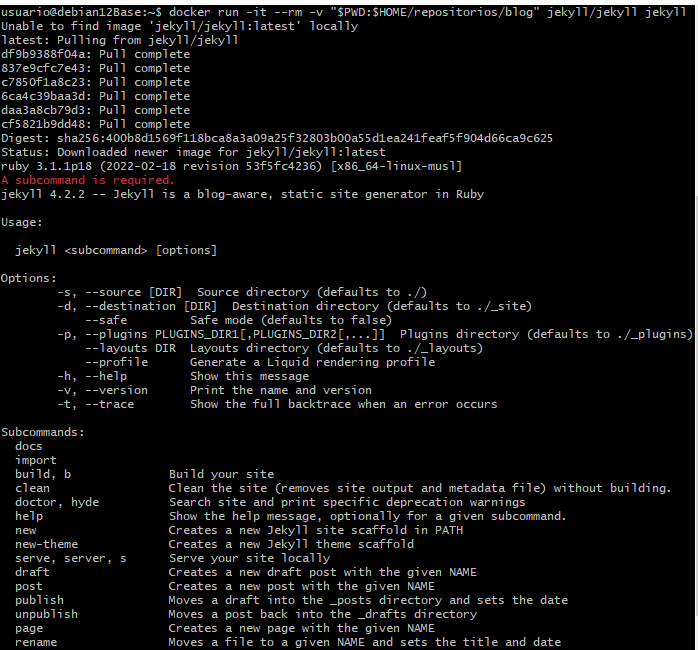 usuario@debian12Base:~$ docker run -it --rm -v "$PWD:$HOME/repositorios/blog" jekyll/jekyll jekyll
Unable to find image 'jekyll/jekyll:latest' locally
latest: Pulling from jekyll/jekyll
df9b9388f04a: Pull complete
837e9cfc7e43: Pull complete
c7850f1a8c23: Pull complete
6ca4c39baa3d: Pull complete
daa3a8cb79d3: Pull complete
cf5821b9dd48: Pull complete
Digest: sha256:400b8d1569f118bca8a3a09a25f32803b00a55d1ea241feaf5f904d66ca9c625
Status: Downloaded newer image for jekyll/jekyll:latest
ruby 3.1.1p18 (2022-02-18 revision 53f5fc4236) [x86_64-linux-musl]
A subcommand is required.
jekyll 4.2.2 -- Jekyll is a blog-aware, static site generator in Ruby
Usage:
jekyll <subcommand> [options]
Options:
-s, --source [DIR]  Source directory (defaults to ./)
-d, --destination [DIR]  Destination directory (defaults to ./_site)
--safe         Safe mode (defaults to false)
-p, --plugins PLUGINS_DIR1[,PLUGINS_DIR2[,...]]  Plugins directory (defaults to ./_plugins)
--layouts DIR  Layouts directory (defaults to ./_layouts)
--profile      Generate a Liquid rendering profile
-h, --help         Show this message
-v, --version      Print the name and version
-t, --trace        Show the full backtrace when an error occurs
Subcommands:
docs
import
build, b              Build your site
clean                 Clean the site (removes site output and metadata file) without building.
doctor, hyde          Search site and print specific deprecation warnings
help                  Show the help message, optionally for a given subcommand.
new                   Creates a new Jekyll site scaffold in PATH
new-theme             Creates a new Jekyll theme scaffold
serve, server, s      Serve your site locally
draft                 Creates a new draft post with the given NAME
post                  Creates a new post with the given NAME
publish               Moves a draft into the _posts directory and sets the date
unpublish             Moves a post back into the _drafts directory
page                  Creates a new page with the given NAME
rename                Moves a file to a given NAME and sets the title and date